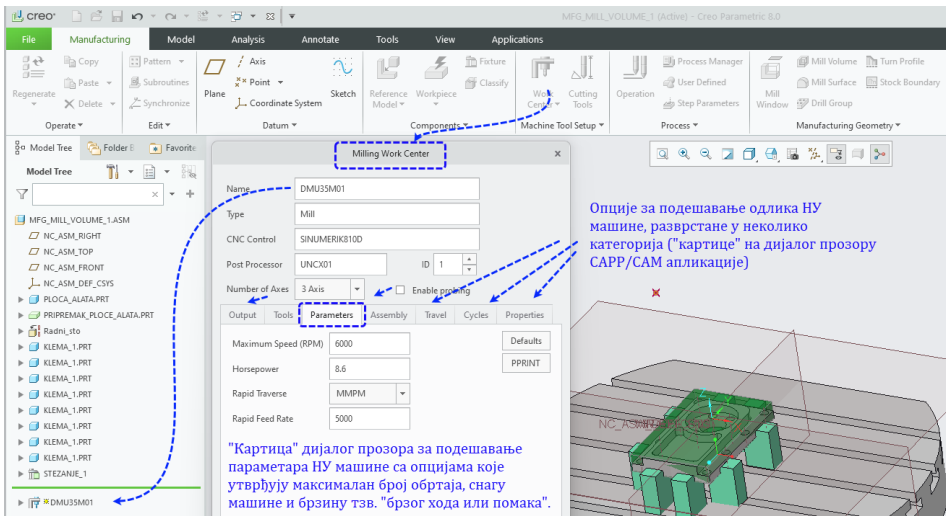 creo°
MFG_MILL_VOLUME_1 (Active) - Creo Parametric 8.0
File Manufacturing Model Analysis Annotate Tools View Applications
Regenerate
Copy
Paste
Delete
Operate
Pattern
Subroutines
Synchronize
Edit
Plane
Axis
Point
Coordinate System
Sketch
Datum
Reference Model
Workpiece
Fixture
Classify
Components
Work Center
Cutting Tools
Machine Tool Setup
Operation
Process Manager
User Defined
Step Parameters
Process
Mill Window
Mill Volume
Turn Profile
Mill Surface
Stock Boundary
Drill Group
Manufacturing Geometry
Model Tree
Folder B
Favorite
Model Tree
MFG_MILL_VOLUME_1.ASM
NC_ASM_RIGHT
NC_ASM_TOP
NC_ASM_FRONT
NC_ASM_DEF_CSYS
PLOCA_ALATA.PRT
PRIPREMAK_PLOCE_ALATA.PRT
Radni_sto
KLEMA_1.PRT
KLEMA_1.PRT
KLEMA_1.PRT
KLEMA_1.PRT
KLEMA_1.PRT
KLEMA_1.PRT
KLEMA_1.PRT
KLEMA_1.PRT
STEZANJE_1
DMU35M01
Milling Work Center x
Name DMU35M01
Type Mill
CNC Control SINUMERIK810D
Post Processor UNCX01 ID 1
Number of Axes 3 Axis Enable probing
Output Tools Parameters Assembly Travel Cycles Properties
Maximum Speed (RPM) 6000 Defaults
Horsepower 8.6 PPRINT
Rapid Traverse MMPM
Rapid Feed Rate 5000
"Картица" дијалог прозора за подешавање
параметара НУ машине са опцијама које
утврђују максималан број обртаја, снагу
машине и брзину тзв. "брзог хода или помака".
Опције за подешавање одлика НУ
машине, разврстане у неколико
категорија ("картице" на дијалог прозору
CAPP/CAM апликације)